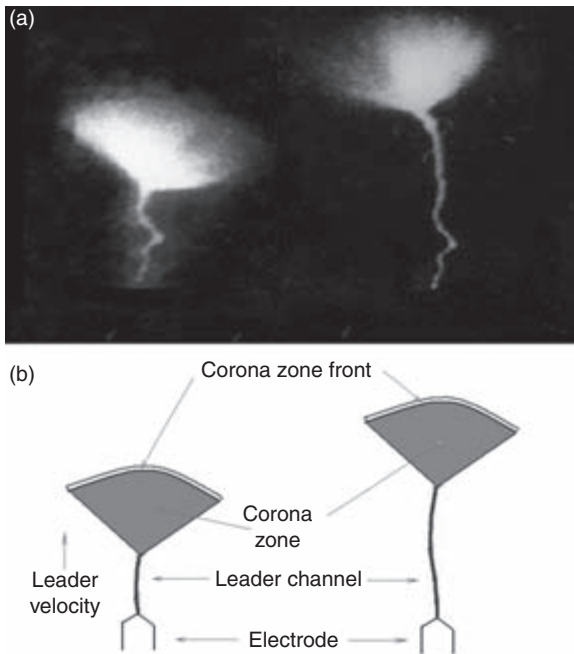 (a)
(b)
Corona zone front
Corona
zone
Leader
velocity
Leader channel
Electrode